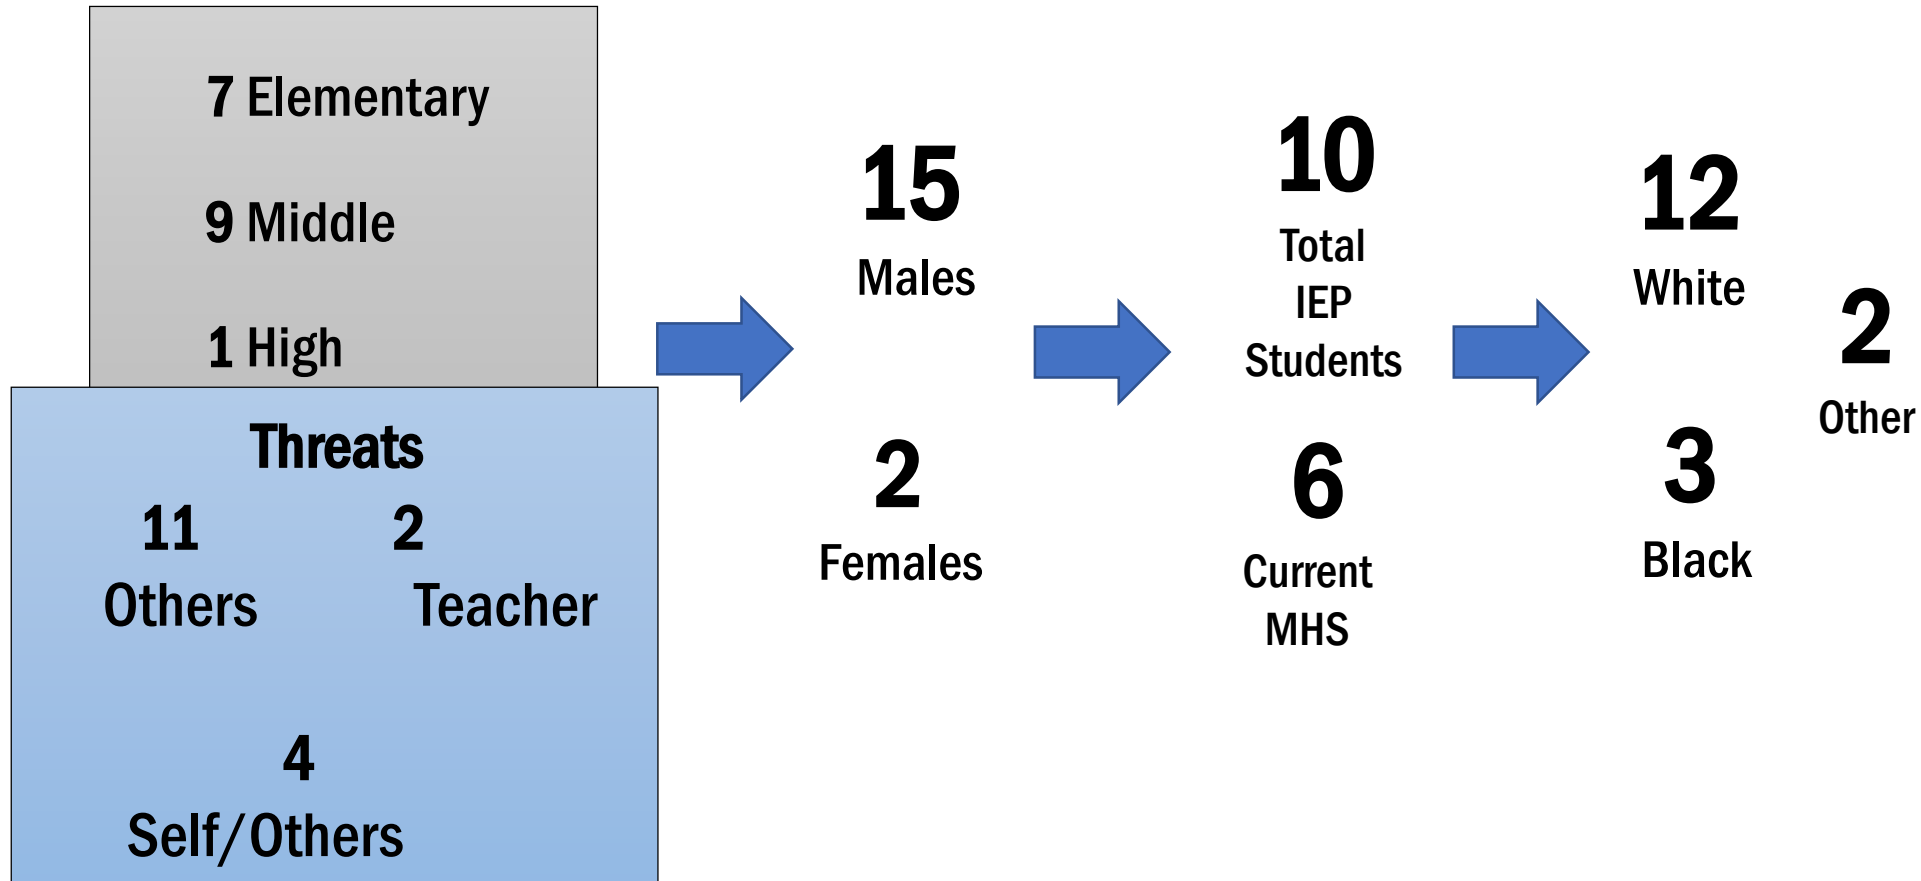 7 Elementary
9 Middle
1 High
Threats
11 2
Others Teacher
4
Self/Others
15
Males
2
Females
10
Total
IEP
Students
6
Current
MHS
12
White
3
Black
2
Other